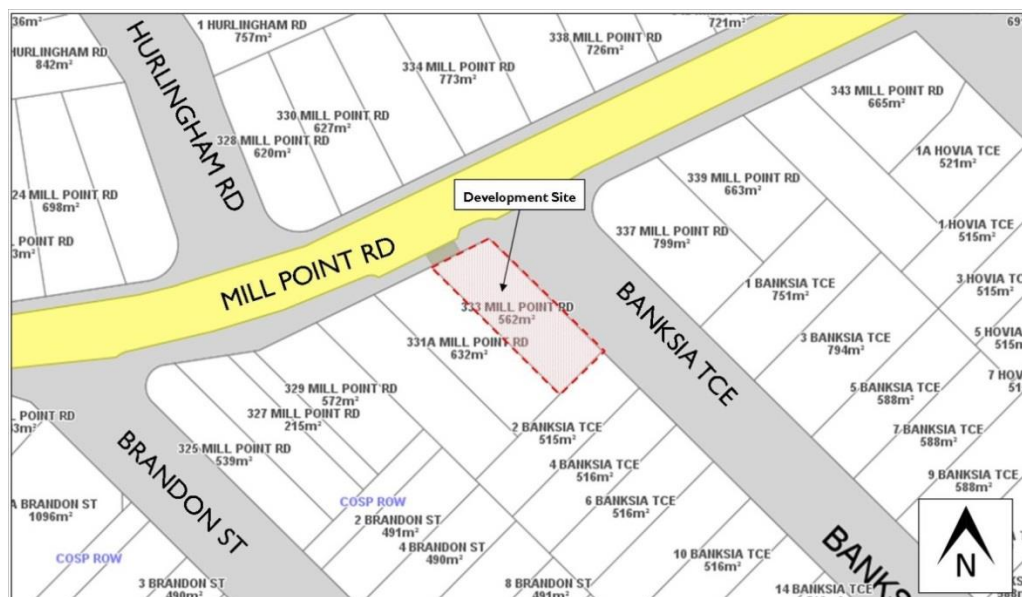 36m²
1 HURLINGHAM RD
757m²
HURLINGHAM RD
842m²
HURLINGHAM RD
334 MILL POINT RD
773m²
338 MILL POINT RD
726m²
721m²
330 MILL POINT RD
627m²
328 MILL POINT RD
620m²
24 MILL POINT RD
698m²
POINT RD
3m²
MILL POINT RD
Development Site
343 MILL POINT RD
665m²
1A HOVIA TCE
521m²
339 MILL POINT RD
663m²
337 MILL POINT RD
799m²
1 HOVIA TCE
515m²
3 HOVIA TCE
515m²
1 BANKSIA TCE
751m²
333 MILL POINT RD
562m²
331A MILL POINT RD
632m²
BANKSIA TCE
3 BANKSIA TCE
794m²
5 HOVIA
515m²
7 HOV
51
5 BANKSIA TCE
588m²
329 MILL POINT RD
572m²
327 MILL POINT RD
215m²
325 MILL POINT RD
539m²
POINT RD
3m²
BRANDON ST
2 BANKSIA TCE
515m²
4 BANKSIA TCE
516m²
6 BANKSIA TCE
516m²
7 BANKSIA TCE
588m²
9 BANKSIA TCE
588m²
A BRANDON ST
1096m²
COSP ROW
2 BRANDON ST
491m²
4 BRANDON ST
490m²
COSP ROW
3 BRANDON ST
490m²
8 BRANDON ST
491m²
10 BANKSIA TCE
516m²
14 BANKSIA TCE
BANKS
N